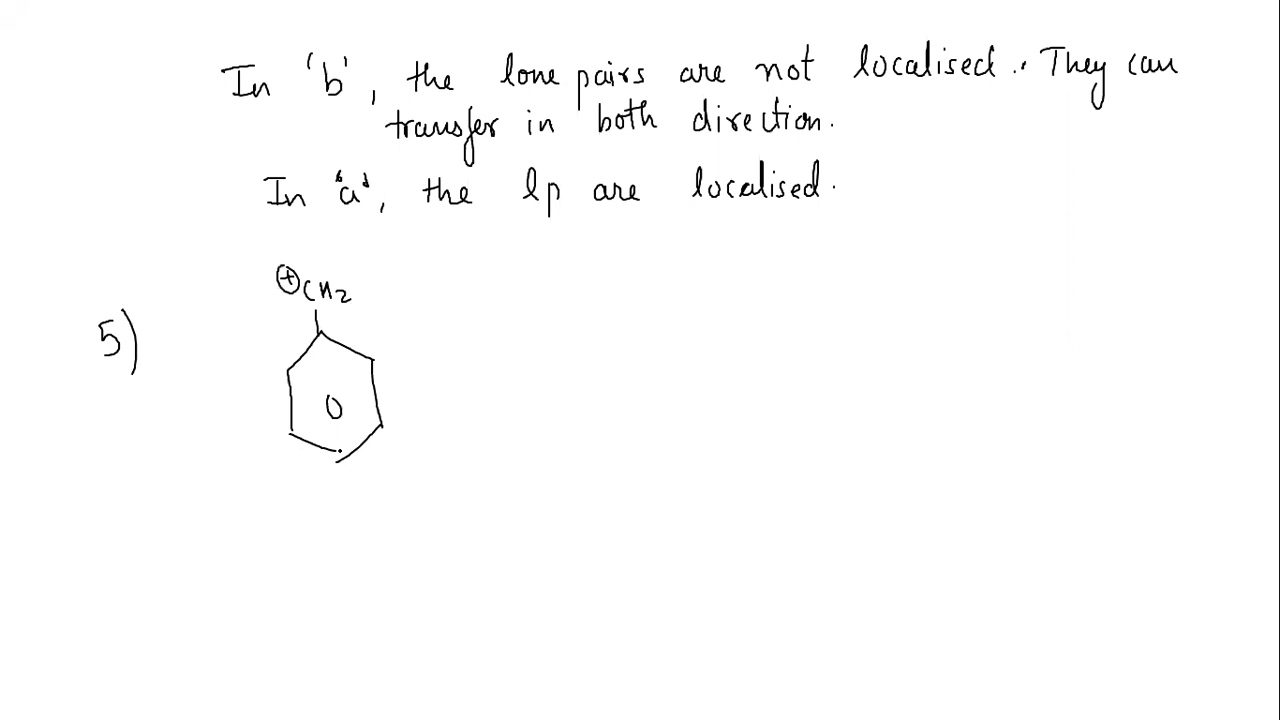 In 'b', the lone pairs are not localised. They can
transfer in both direction.
In 'a', the lp are localised.
⊕CH2
5)